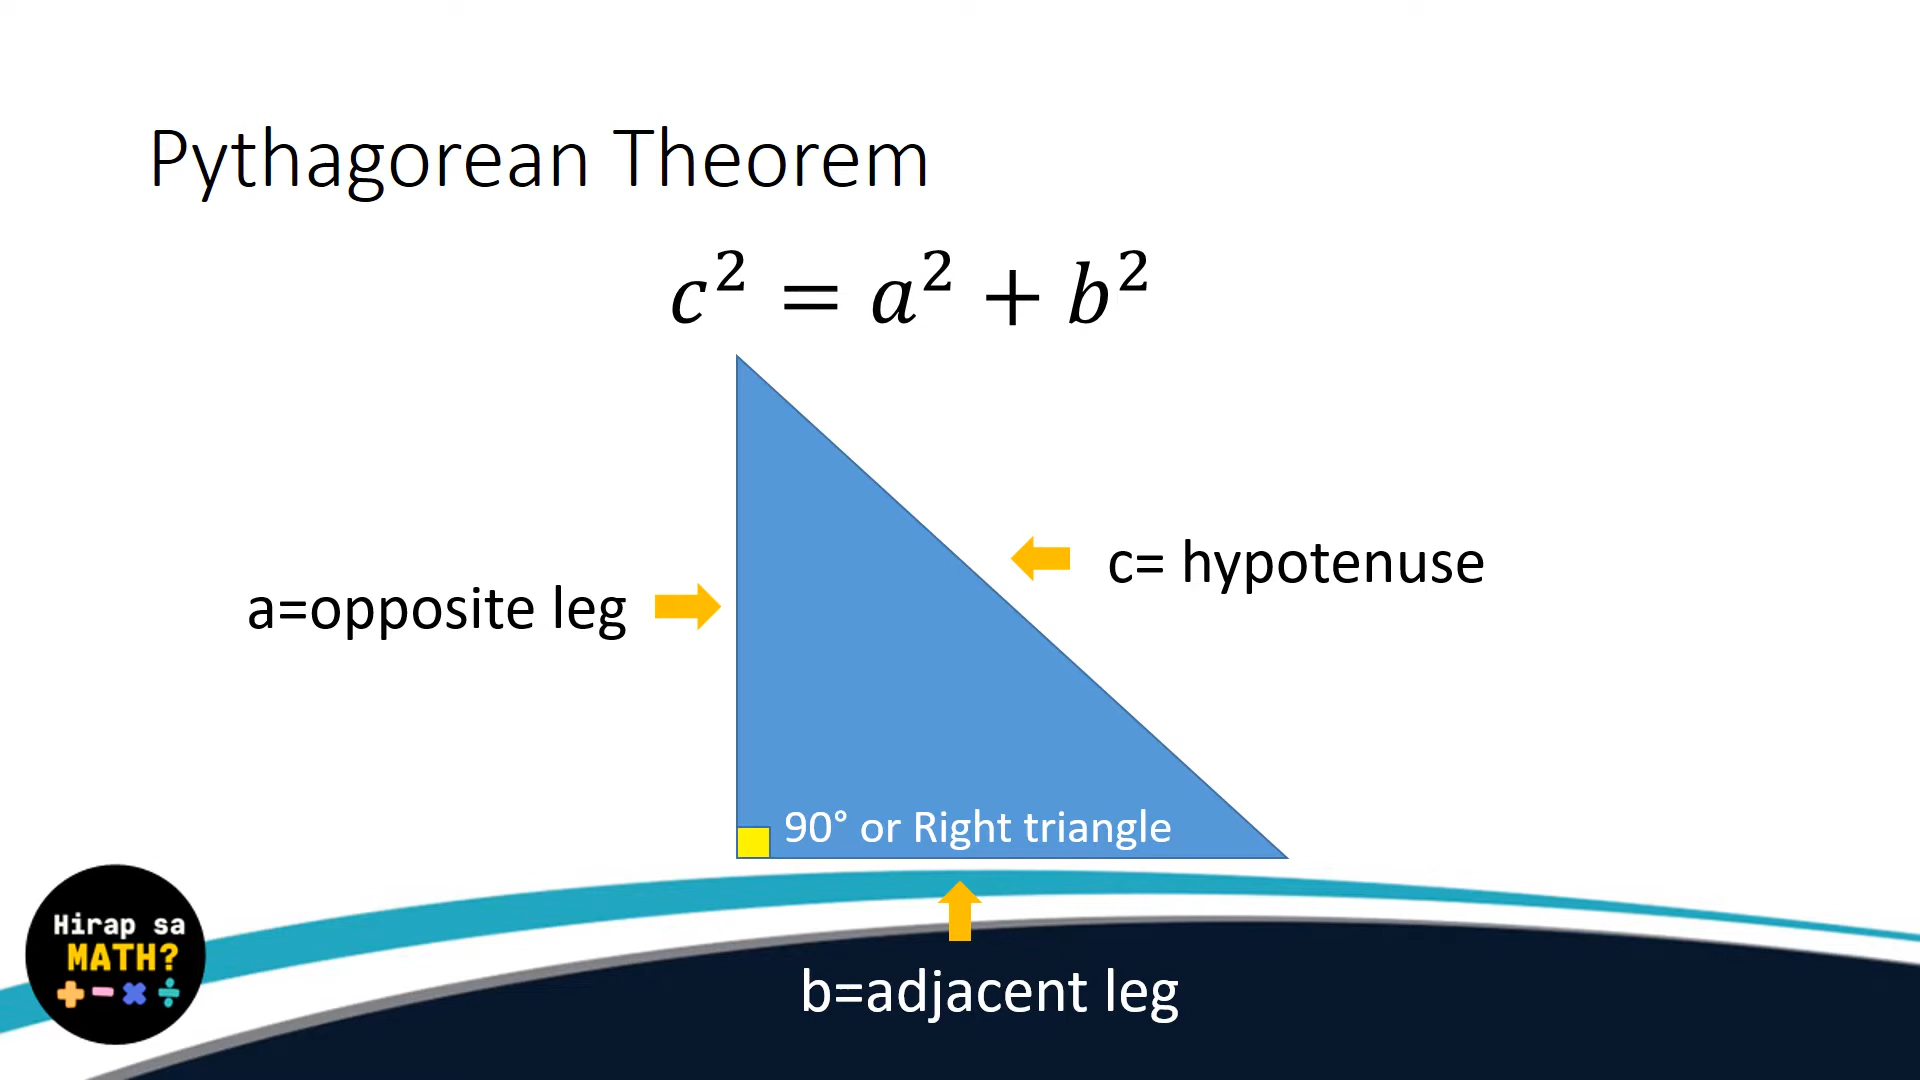 Pythagorean Theorem
c² = a² + b²
c= hypotenuse
a=opposite leg
90° or Right triangle
b=adjacent leg
Hirap sa
MATH?
+ − × ÷